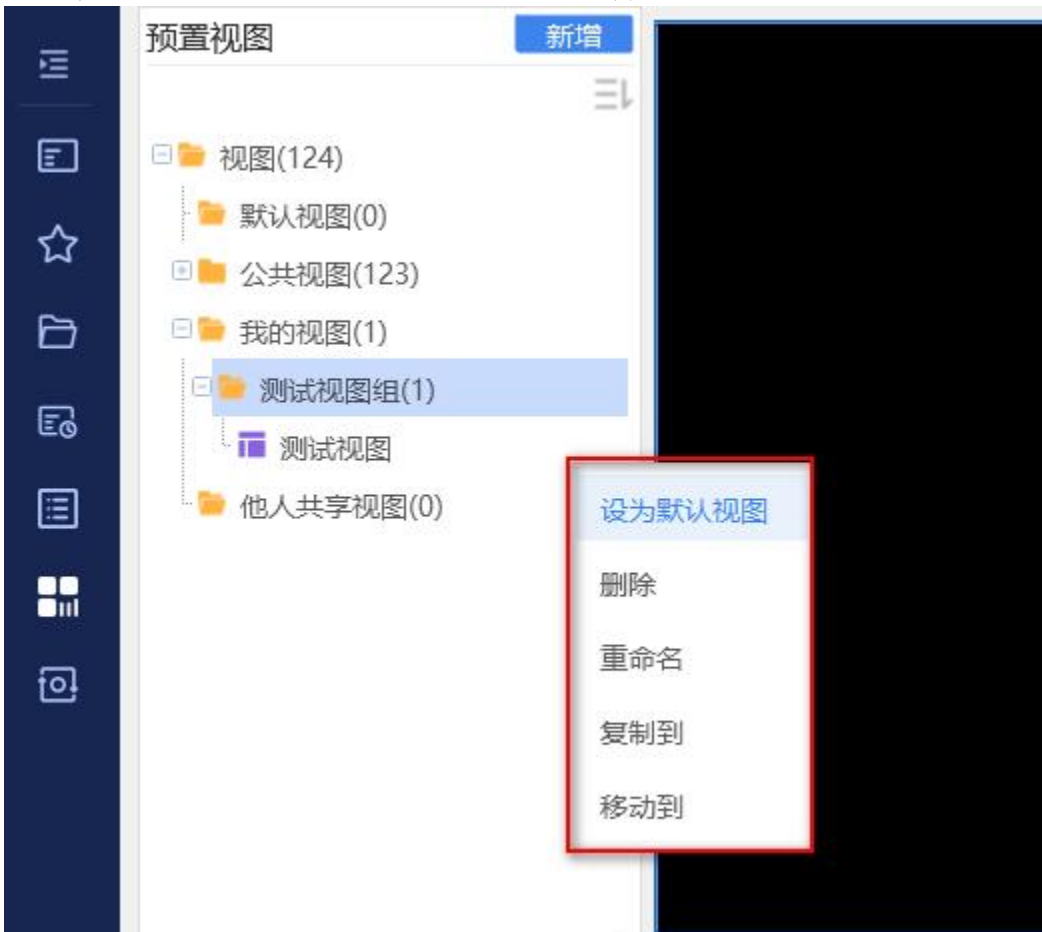 预置视图
新增
视图(124)
默认视图(0)
公共视图(123)
我的视图(1)
测试视图组(1)
测试视图
他人共享视图(0)
设为默认视图
删除
重命名
复制到
移动到